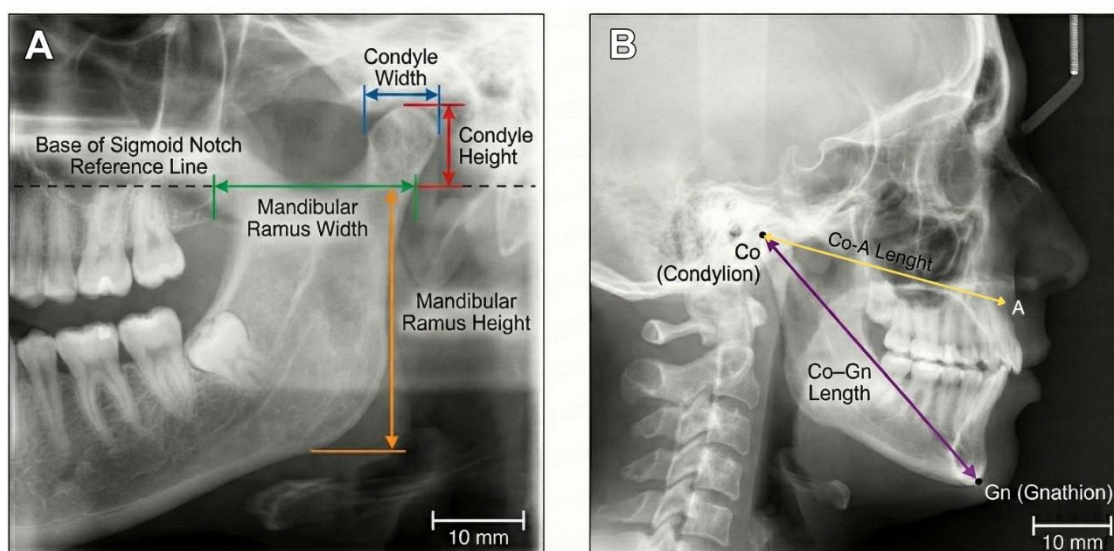 A
Condyle
Width
Condyle
Height
Base of Sigmoid Notch
Reference Line
Mandibular
Ramus Width
Mandibular
Ramus Height
10 mm
B
Co
(Condylion)
Co-A Lenght
A
Co–Gn
Length
Gn (Gnathion)
10 mm